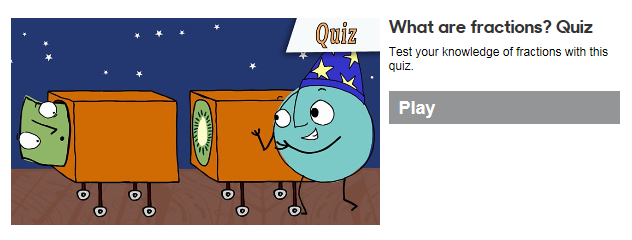 Quiz
What are fractions? Quiz
Test your knowledge of fractions with this
quiz.
Play